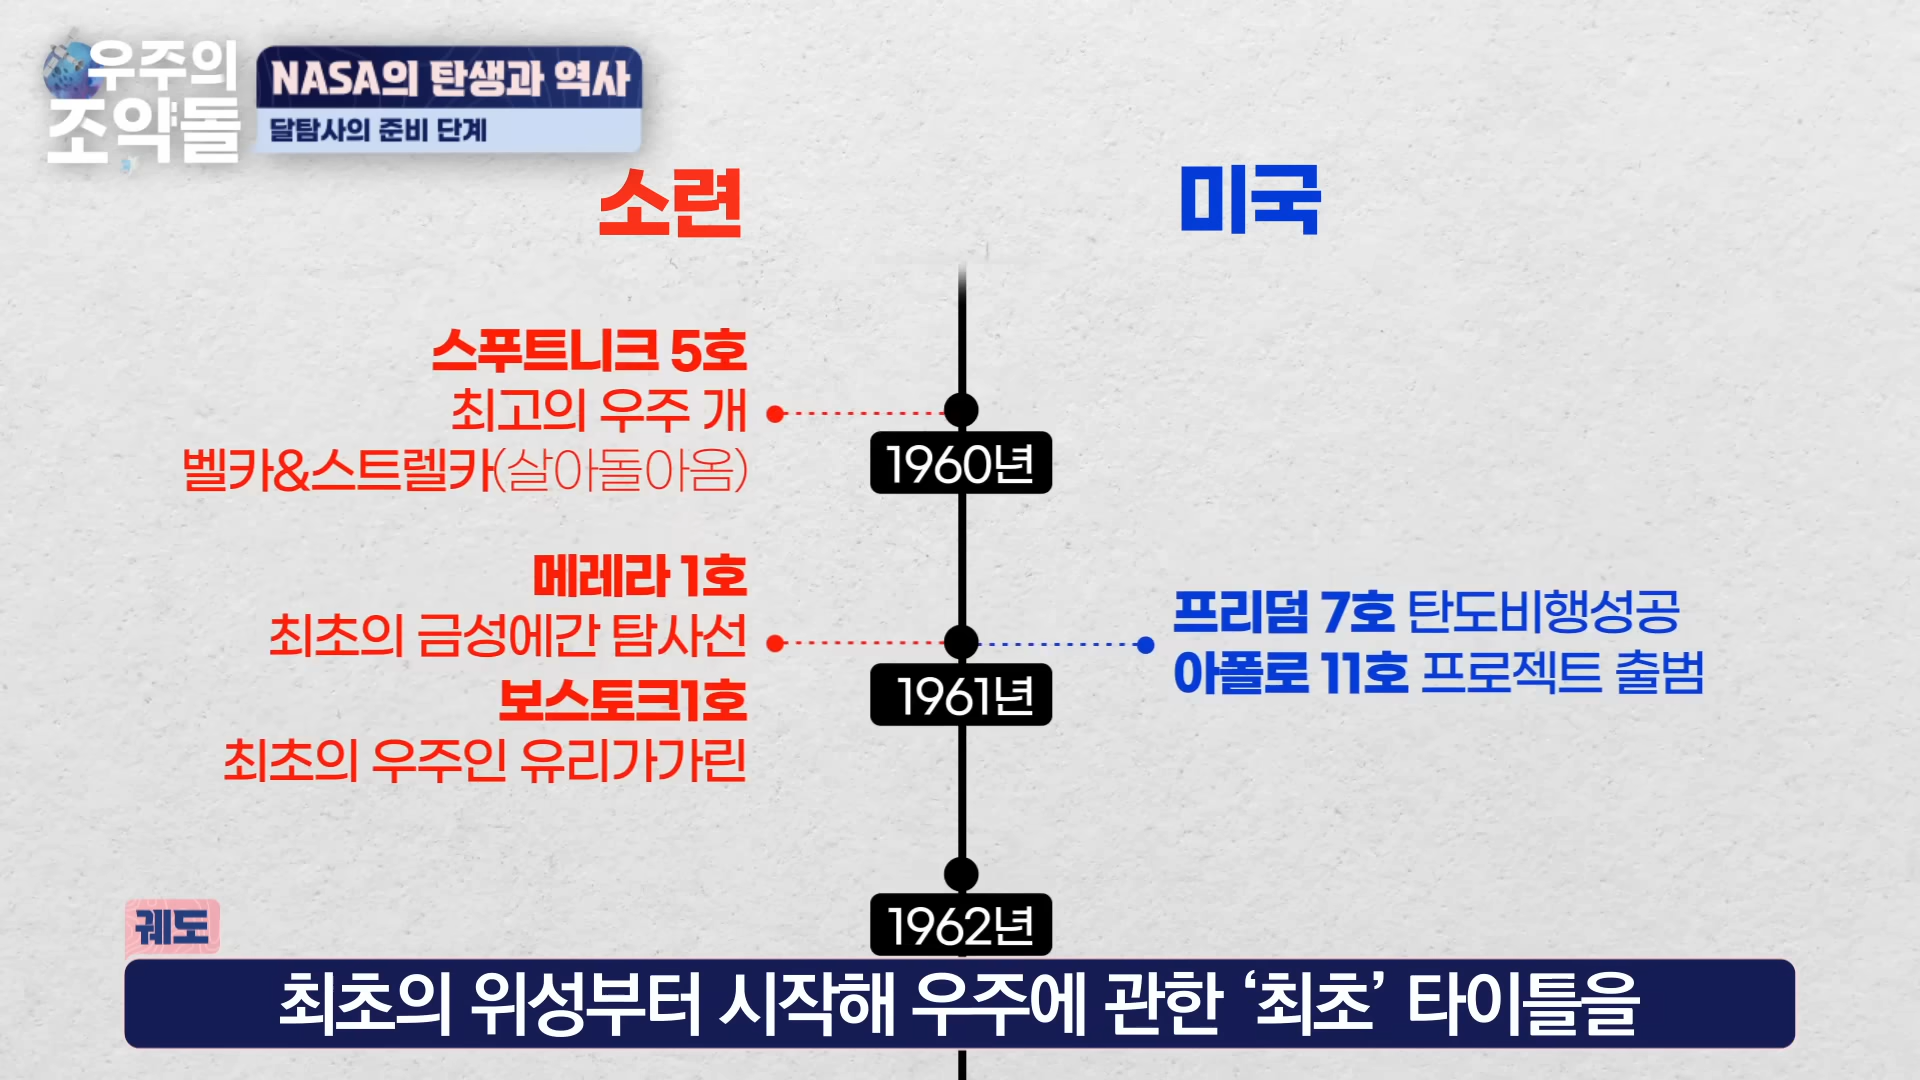 우주의
조약돌
NASA의 탄생과 역사
달탐사의 준비 단계
소련
미국
스푸트니크 5호
최고의 우주 개
벨카&스트렐카(살아돌아옴)
1960년
메레라 1호
최초의 금성에간 탐사선
보스토크1호
최초의 우주인 유리가가린
1961년
프리덤 7호 탄도비행성공
아폴로 11호 프로젝트 출범
1962년
궤도
최초의 위성부터 시작해 우주에 관한 ‘최초’ 타이틀을